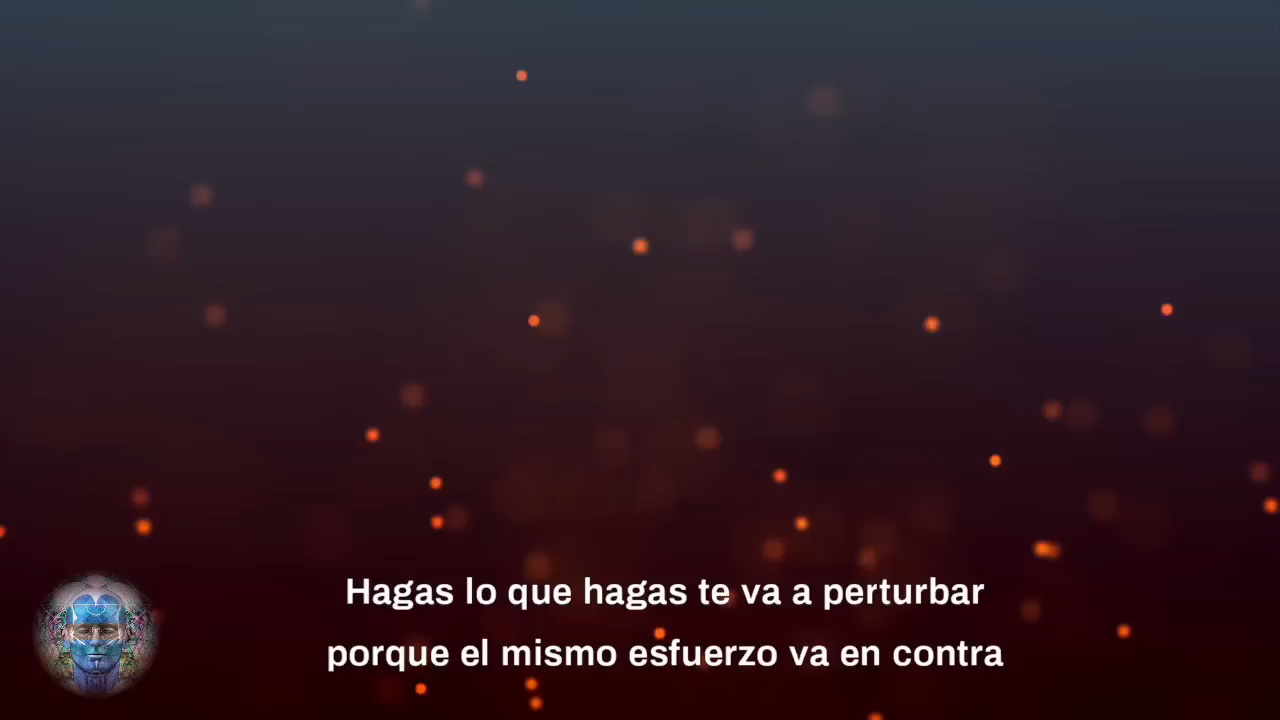 Hagas lo que hagas te va a perturbar
porque el mismo esfuerzo va en contra